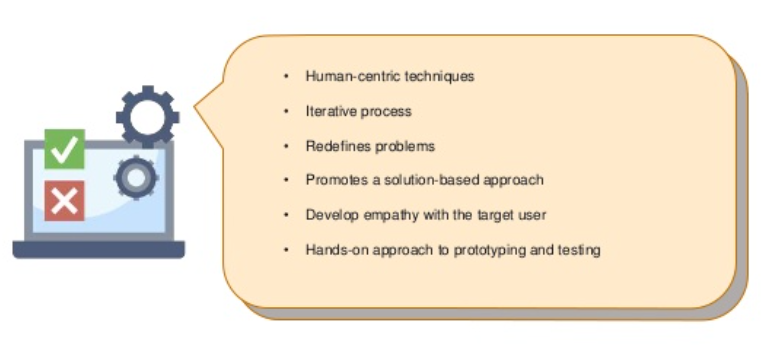 • Human-centric techniques
• Iterative process
• Redefines problems
• Promotes a solution-based approach
• Develop empathy with the target user
• Hands-on approach to prototyping and testing